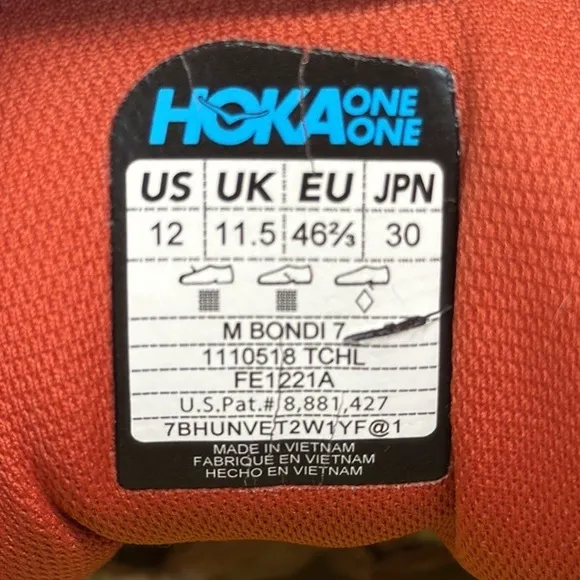 HOKA ONE ONE
US UK EU JPN
12 11.5 46⅔ 30
M BONDI 7
1110518 TCHL
FE1221A
U.S.Pat.# 8,881,427
7BHUNVET2W1YF@1
MADE IN VIETNAM
FABRIQUÉ EN VIETNAM
HECHO EN VIETNAM